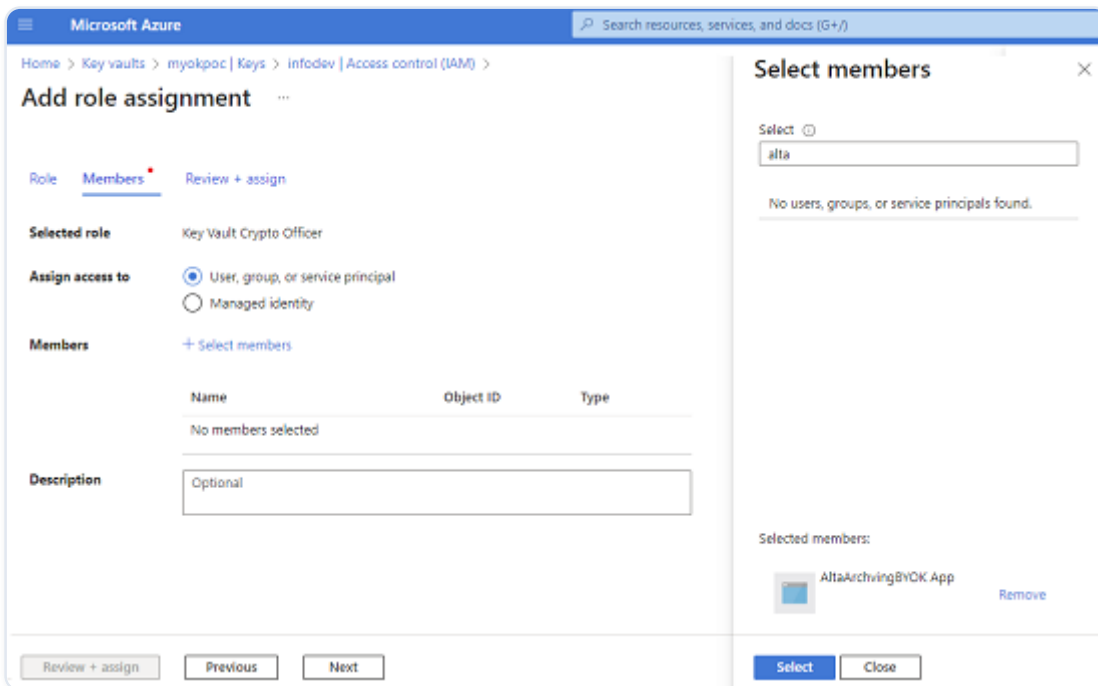 Microsoft Azure
Search resources, services, and docs (G+/)
Home > Key vaults > myokpoc | Keys > infodev | Access control (IAM) >
Add role assignment ...
Role Members Review + assign
Selected role Key Vault Crypto Officer
Assign access to User, group, or service principal
Managed identity
Members + Select members
Name Object ID Type
No members selected
Description Optional
Review + assign Previous Next
Select members
Select
alta
No users, groups, or service principals found.
Selected members:
AltaArchvingBYOK App
Remove
Select Close